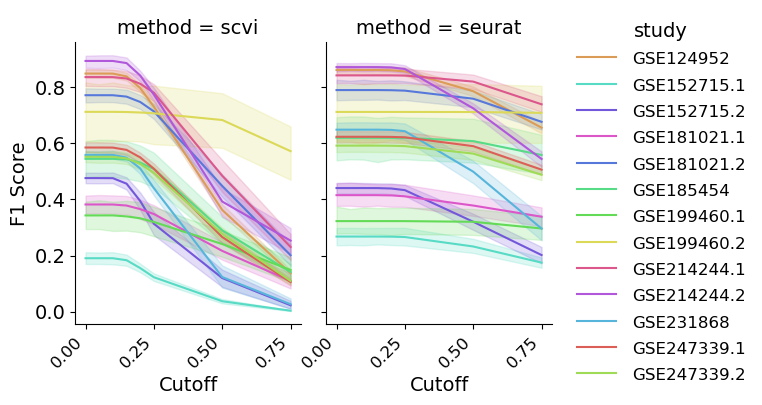 method = scvi
method = seurat
study
GSE124952
GSE152715.1
GSE152715.2
GSE181021.1
GSE181021.2
GSE185454
GSE199460.1
GSE199460.2
GSE214244.1
GSE214244.2
GSE231868
GSE247339.1
GSE247339.2
F1 Score
0.8
0.6
0.4
0.2
0.0
0.00
0.25
0.50
0.75
0.00
0.25
0.50
0.75
Cutoff
Cutoff